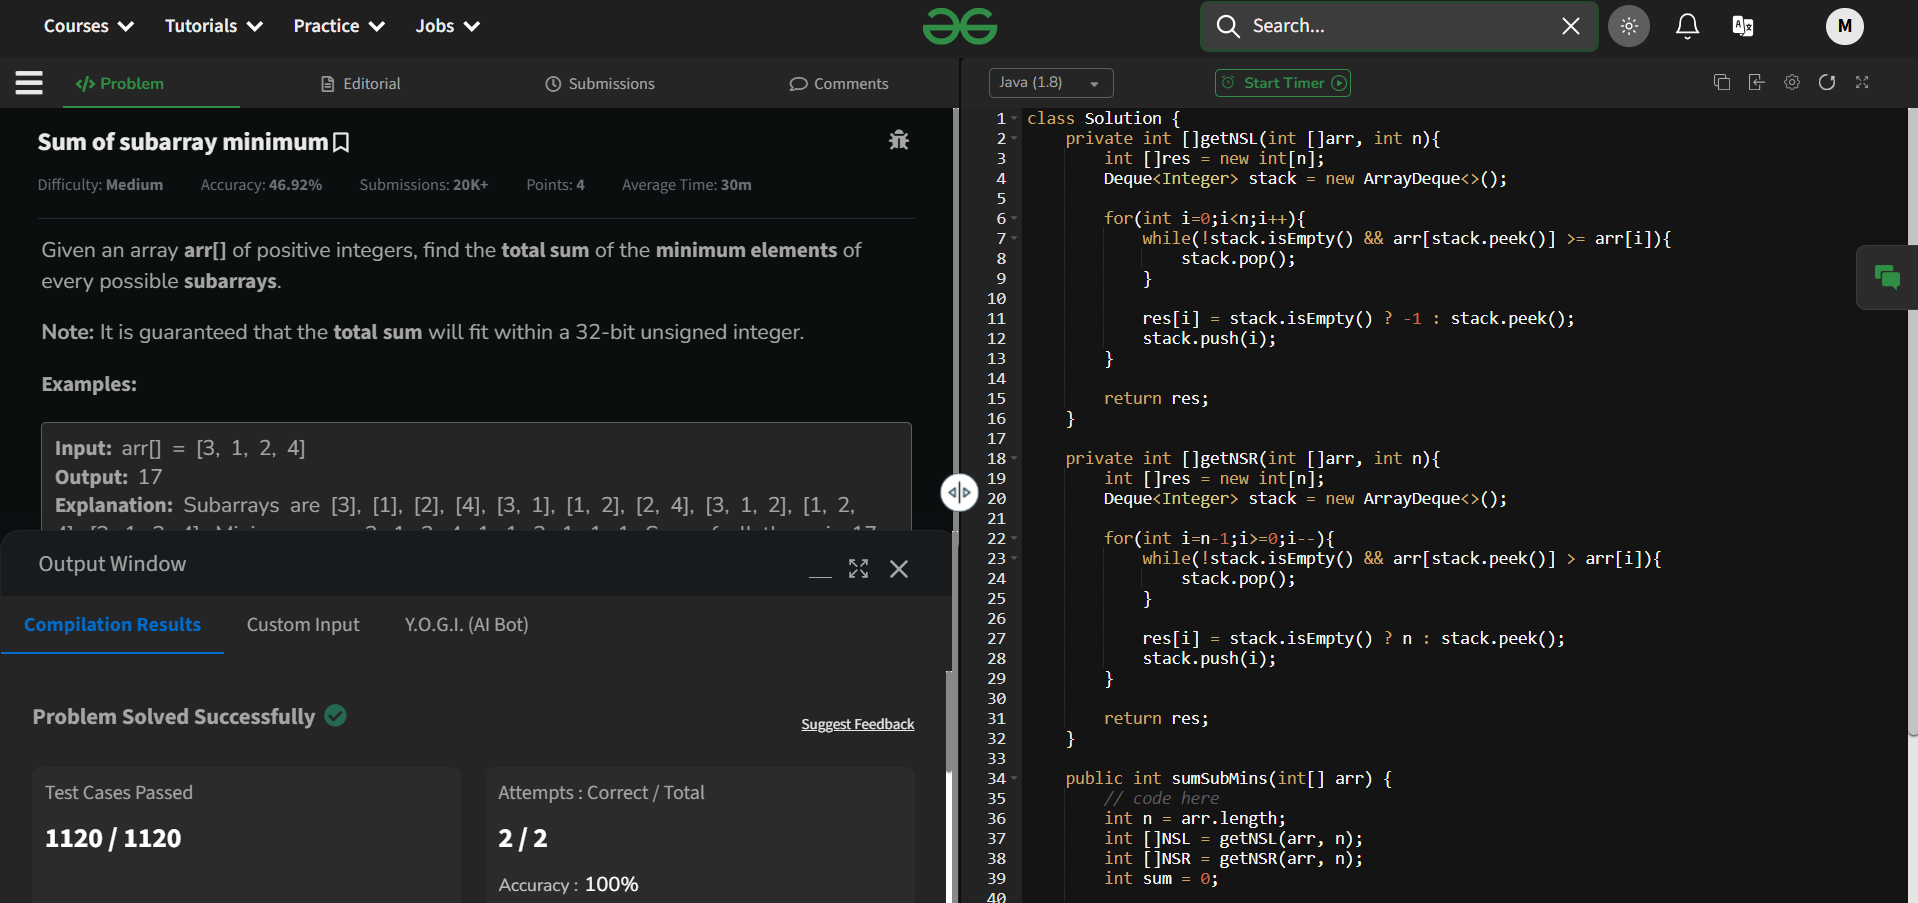 Courses Tutorials Practice Jobs Search... M
Problem Editorial Submissions Comments
Java (1.8) Start Timer
Sum of subarray minimum
Difficulty: Medium Accuracy: 46.92% Submissions: 20K+ Points: 4 Average Time: 30m
Given an array arr[] of positive integers, find the total sum of the minimum elements of
every possible subarrays.
Note: It is guaranteed that the total sum will fit within a 32-bit unsigned integer.
Examples:
Input: arr[] = [3, 1, 2, 4]
Output: 17
Explanation: Subarrays are [3], [1], [2], [4], [3, 1], [1, 2], [2, 4], [3, 1, 2], [1, 2,
Output Window
Compilation Results Custom Input Y.O.G.I. (AI Bot)
Problem Solved Successfully
Suggest Feedback
Test Cases Passed
1120 / 1120
Attempts : Correct / Total
2 / 2
Accuracy : 100%
1 class Solution {
2 private int []getNSL(int []arr, int n){
3 int []res = new int[n];
4 Deque<Integer> stack = new ArrayDeque<>();
5
6 for(int i=0;i<n;i++){
7 while(!stack.isEmpty() && arr[stack.peek()] >= arr[i]){
8 stack.pop();
9 }
10
11 res[i] = stack.isEmpty() ? -1 : stack.peek();
12 stack.push(i);
13 }
14
15 return res;
16 }
17
18 private int []getNSR(int []arr, int n){
19 int []res = new int[n];
20 Deque<Integer> stack = new ArrayDeque<>();
21
22 for(int i=n-1;i>=0;i--){
23 while(!stack.isEmpty() && arr[stack.peek()] > arr[i]){
24 stack.pop();
25 }
26
27 res[i] = stack.isEmpty() ? n : stack.peek();
28 stack.push(i);
29 }
30
31 return res;
32 }
33
34 public int sumSubMins(int[] arr) {
35 // code here
36 int n = arr.length;
37 int []NSL = getNSL(arr, n);
38 int []NSR = getNSR(arr, n);
39 int sum = 0;
40